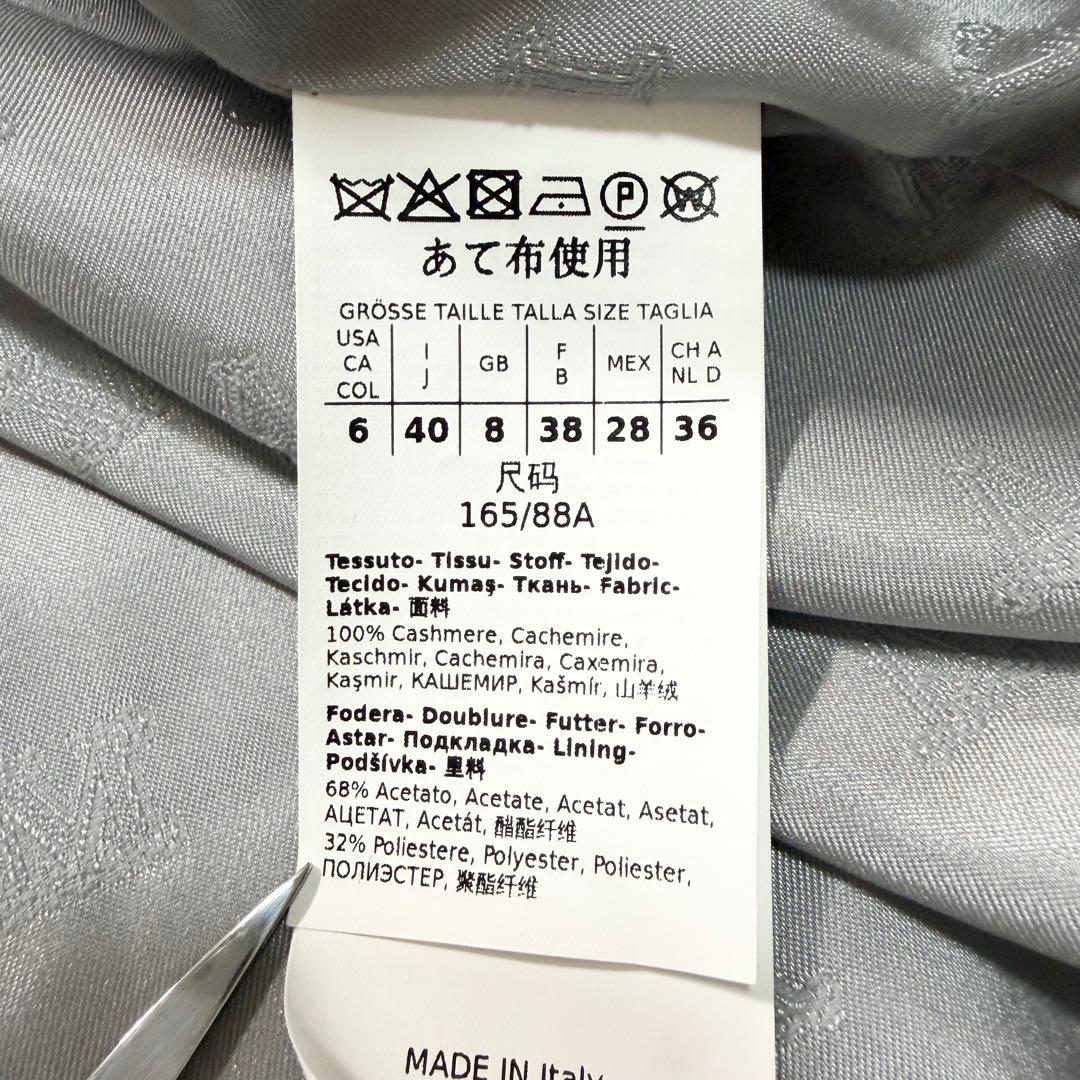 P W
あて布使用
GRÖSSE TAILLE TALLA SIZE TAGLIA
USA CA COL I J GB F B MEX CH A NL D
6 40 8 38 28 36
尺码
165/88A
Tessuto- Tissu- Stoff- Tejido-
Tecido- Kumaş- Ткань- Fabric-
Látka- 面料
100% Cashmere, Cachemire,
Kaschmir, Cachemira, Caxemira,
Kaşmir, КАШЕМИР, Kašmír, 山羊绒
Fodera- Doublure- Futter- Forro-
Astar- Подкладка- Lining-
Podšívka- 里料
68% Acetato, Acetate, Acetat, Asetat,
АЦЕТАТ, Acetát, 醋酯纤维
32% Poliestere, Polyester, Poliester,
ПОЛИЭСТЕР, 聚酯纤维
MADE IN Italy